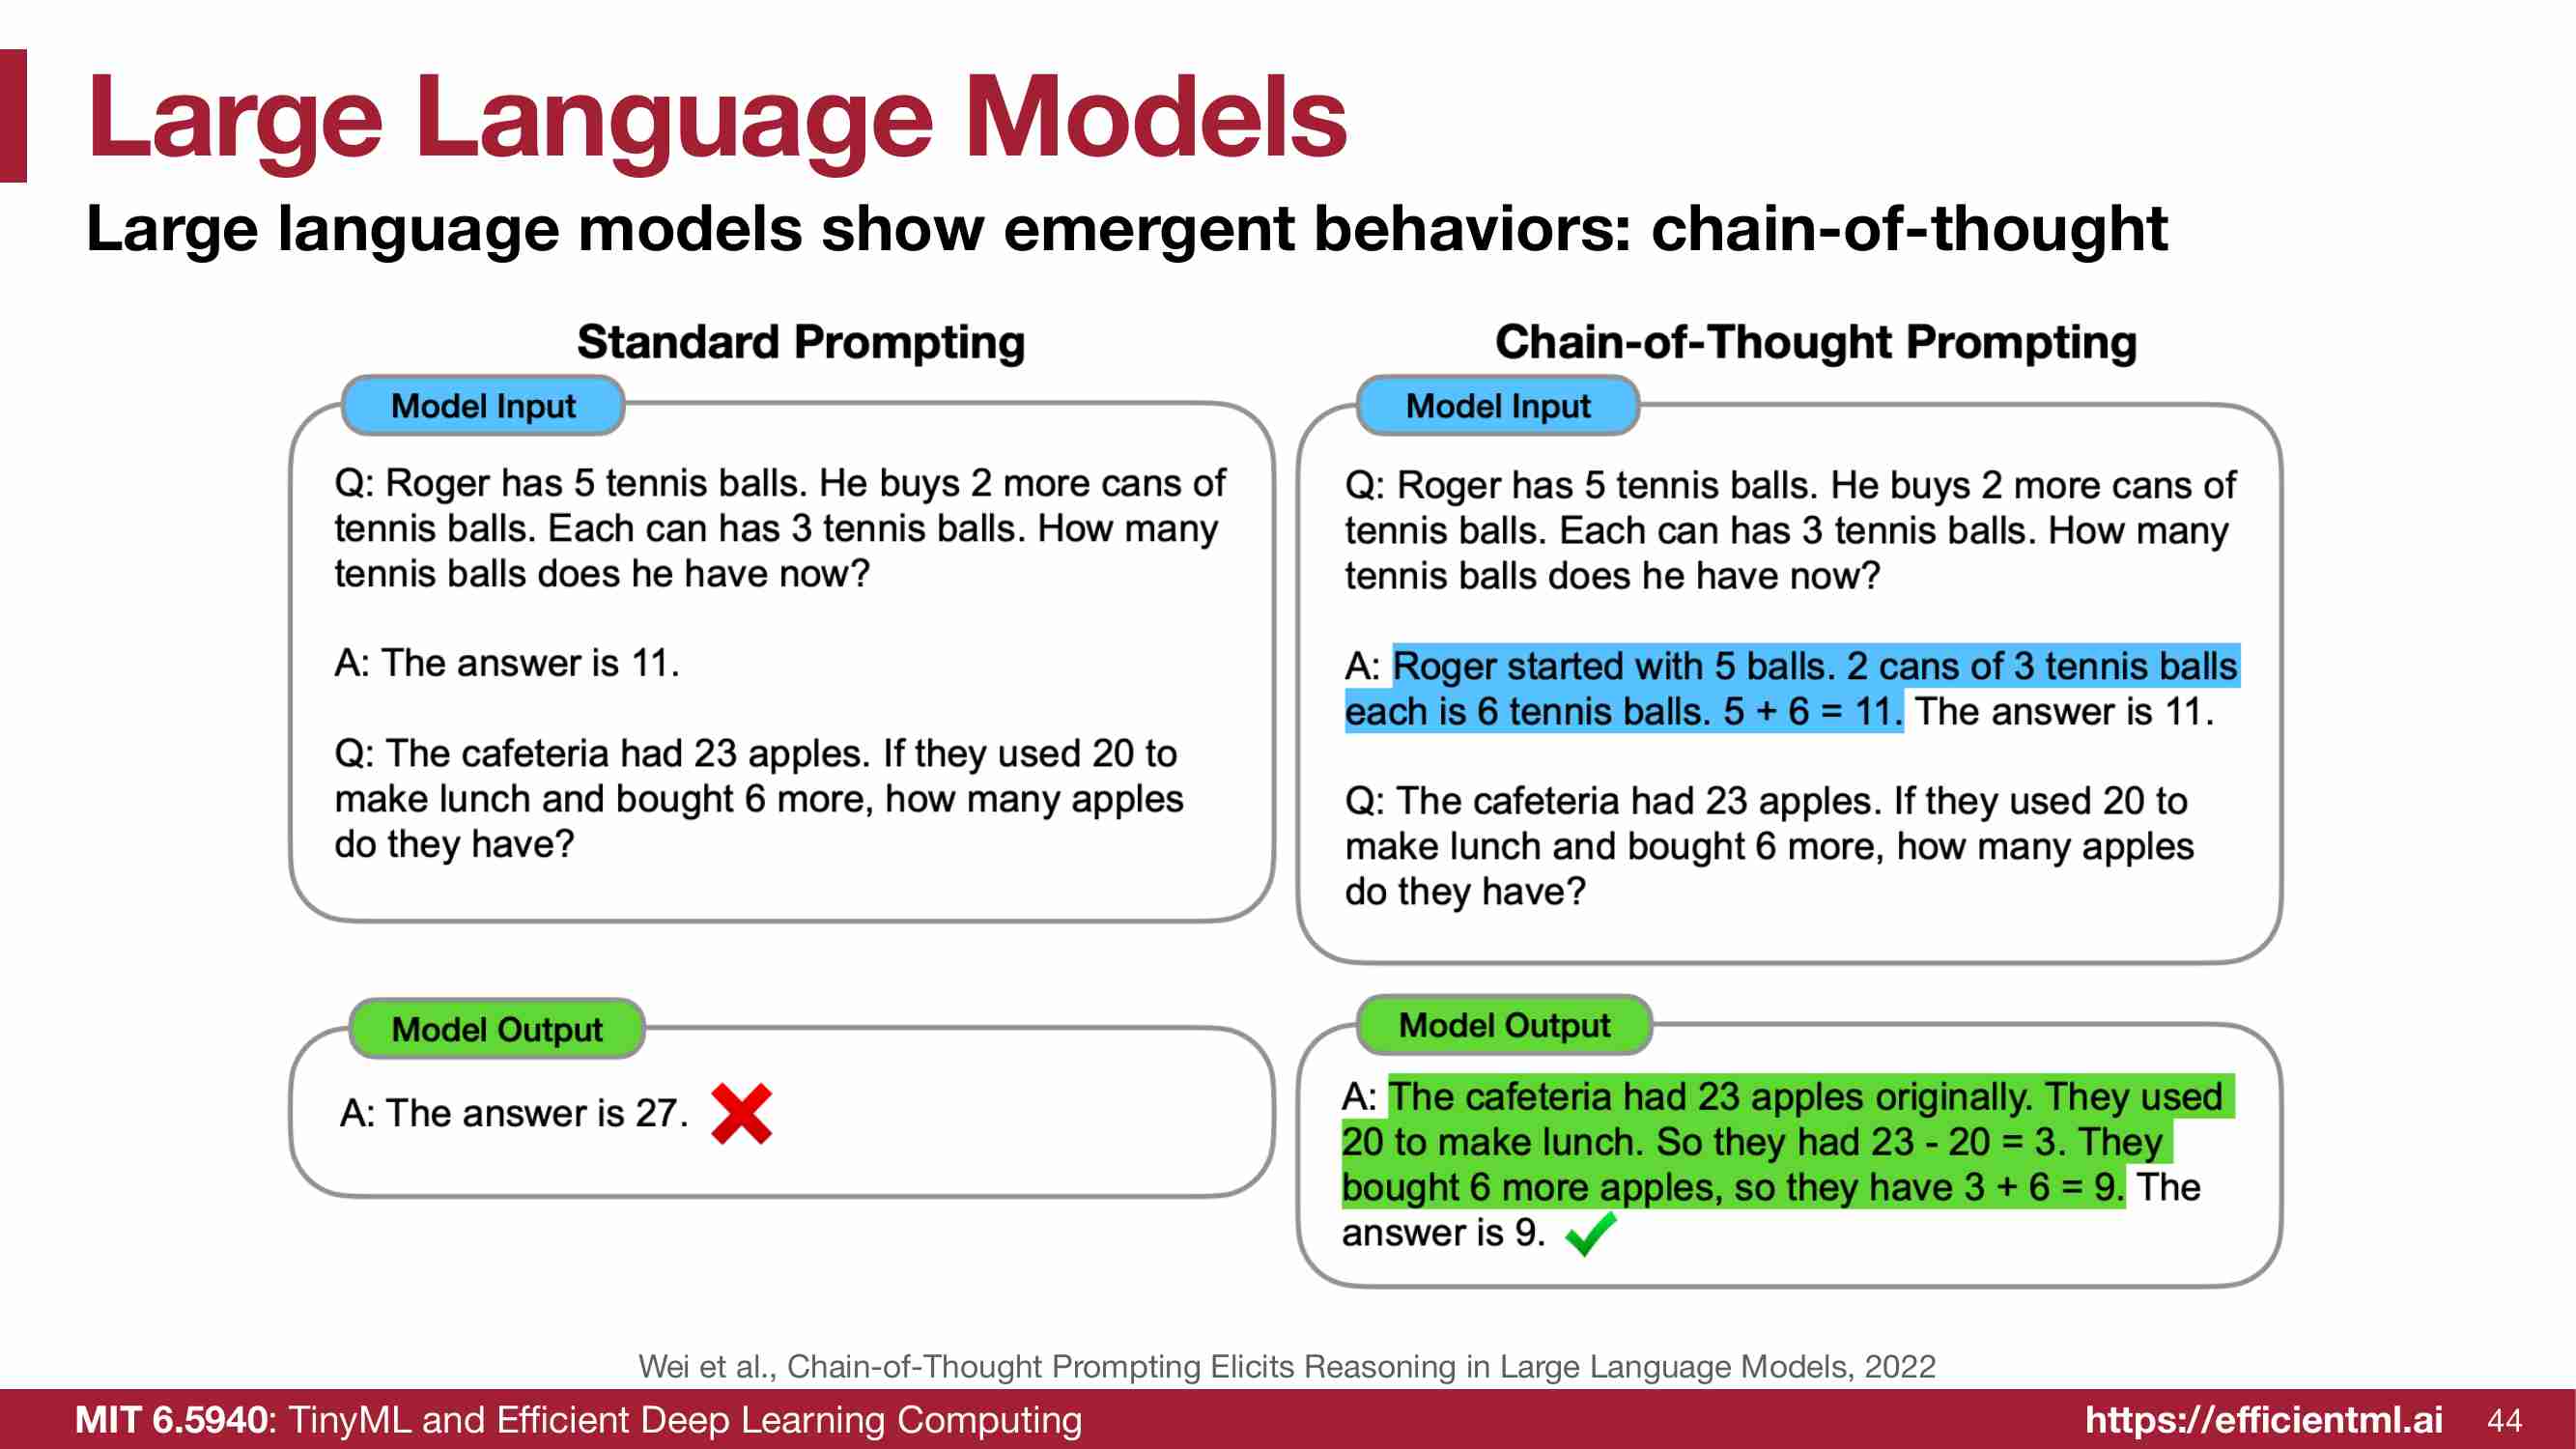 Large Language Models
Large language models show emergent behaviors: chain-of-thought
Standard Prompting
Model Input
Q: Roger has 5 tennis balls. He buys 2 more cans of
tennis balls. Each can has 3 tennis balls. How many
tennis balls does he have now?
A: The answer is 11.
Q: The cafeteria had 23 apples. If they used 20 to
make lunch and bought 6 more, how many apples
do they have?
Model Output
A: The answer is 27.
Chain-of-Thought Prompting
Model Input
Q: Roger has 5 tennis balls. He buys 2 more cans of
tennis balls. Each can has 3 tennis balls. How many
tennis balls does he have now?
A: Roger started with 5 balls. 2 cans of 3 tennis balls
each is 6 tennis balls. 5 + 6 = 11. The answer is 11.
Q: The cafeteria had 23 apples. If they used 20 to
make lunch and bought 6 more, how many apples
do they have?
Model Output
A: The cafeteria had 23 apples originally. They used
20 to make lunch. So they had 23 - 20 = 3. They
bought 6 more apples, so they have 3 + 6 = 9. The
answer is 9.
Wei et al., Chain-of-Thought Prompting Elicits Reasoning in Large Language Models, 2022
MIT 6.5940: TinyML and Efficient Deep Learning Computing
https://efficientml.ai
44